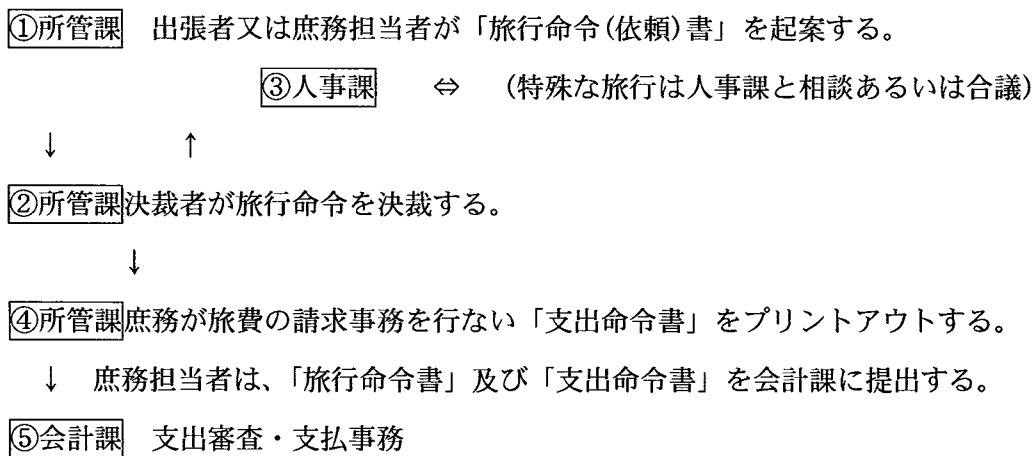 ①所管課 出張者又は庶務担当者が「旅行命令(依頼)書」を起案する。
③人事課 ⇔ (特殊な旅行は人事課と相談あるいは合議)
↓ ↑
②所管課決裁者が旅行命令を決裁する。
↓
④所管課庶務が旅費の請求事務を行ない「支出命令書」をプリントアウトする。
↓ 庶務担当者は、「旅行命令書」及び「支出命令書」を会計課に提出する。
⑤会計課 支出審査・支払事務